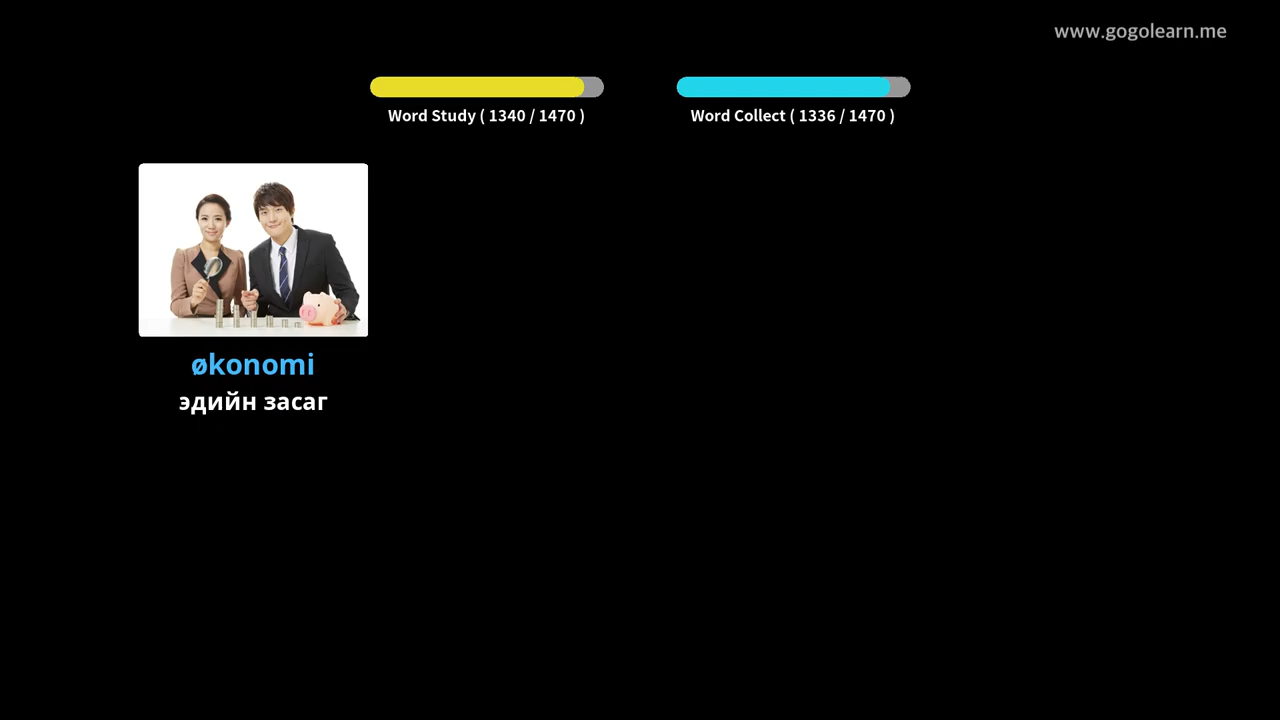 www.gogolearn.me
Word Study ( 1340 / 1470 )
Word Collect ( 1336 / 1470 )
økonomi
эдийн засаг